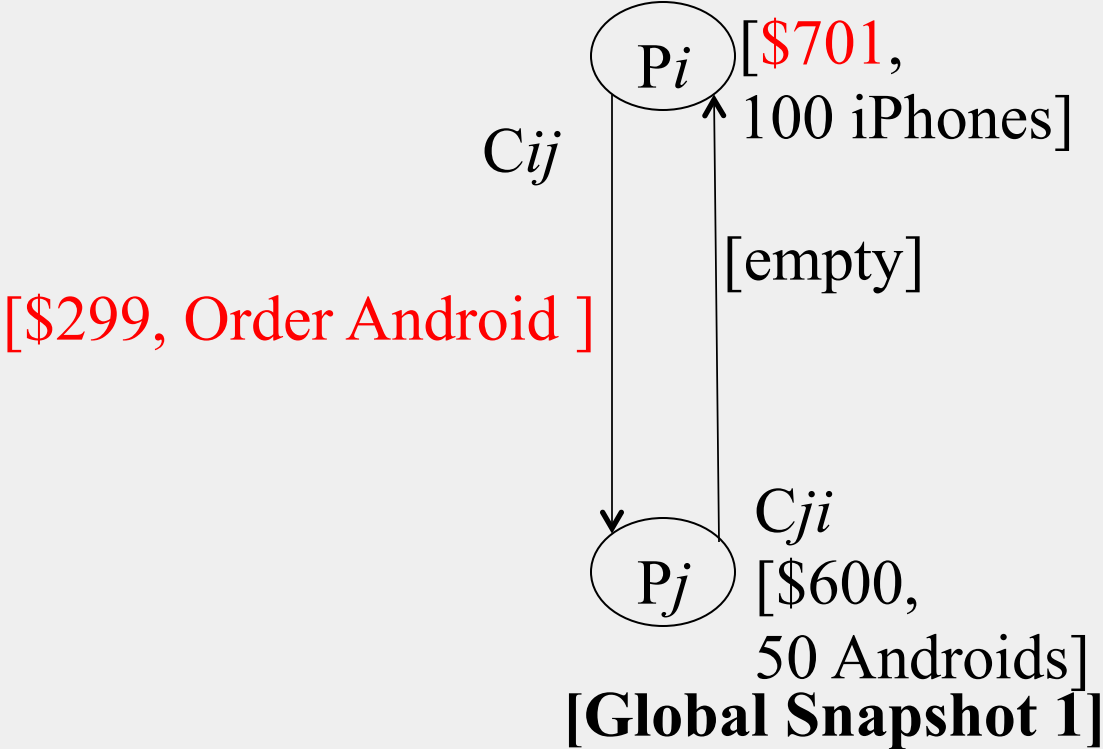 Pi
[$701,
100 iPhones]
Cij
[empty]
[$299, Order Android ]
Cji
Pj
[$600,
50 Androids]
[Global Snapshot 1]